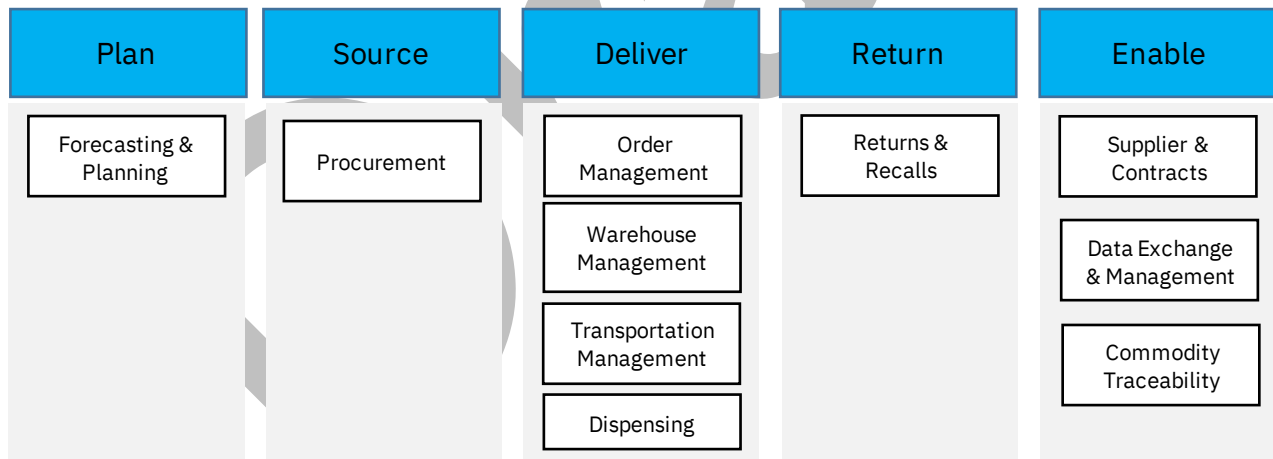 Plan
Source
Deliver
Return
Enable
Forecasting &
Planning
Procurement
Order
Management
Warehouse
Management
Transportation
Management
Dispensing
Returns &
Recalls
Supplier &
Contracts
Data Exchange
& Management
Commodity
Traceability